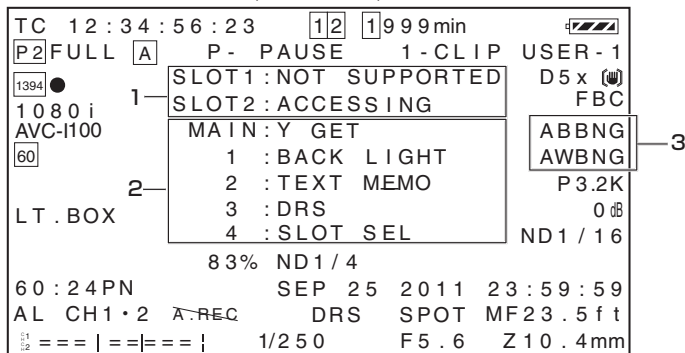 TC 12:34:56:23 12 1999min
P2 FULL A P- PAUSE 1-CLIP USER-1
1394 SLOT1:NOT SUPPORTED D5x
1 SLOT2:ACCESSING FBC
1080i
AVC-I100 MAIN:Y GET ABBNG
60 1 :BACK LIGHT AWBNG 3
2 2 :TEXT MEMO P3.2K
LT.BOX 3 :DRS 0dB
4 :SLOT SEL ND1/16
83% ND1/4
60:24PN SEP 25 2011 23:59:59
AL CH1・2 A.REC DRS SPOT MF23.5ft
1/250 F5.6 Z10.4mm